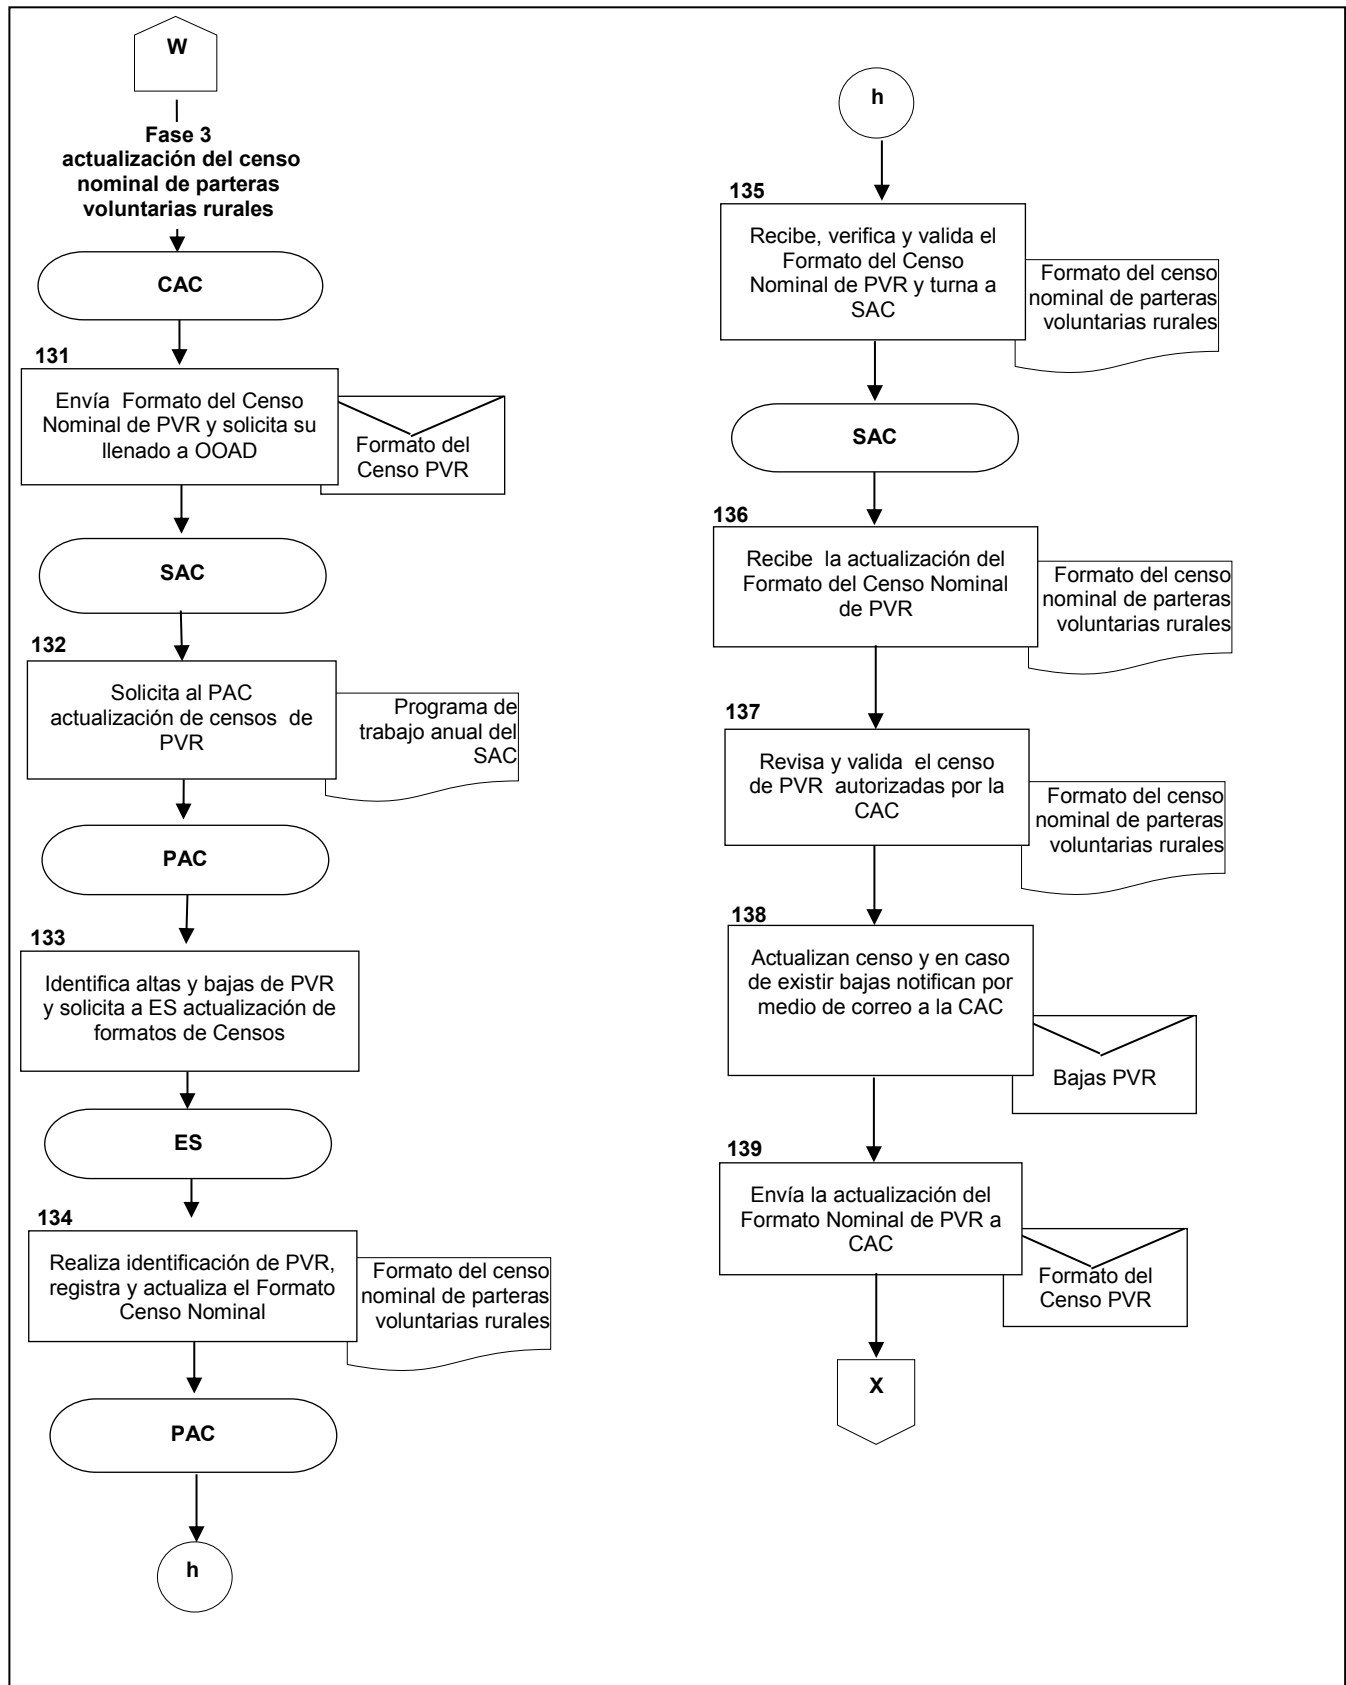 W
Fase 3
actualización del censo
nominal de parteras
voluntarias rurales
CAC
131
Envía Formato del Censo
Nominal de PVR y solicita su
llenado a OOAD
Formato del
Censo PVR
SAC
132
Solicita al PAC
actualización de censos de
PVR
Programa de
trabajo anual del
SAC
PAC
133
Identifica altas y bajas de PVR
y solicita a ES actualización de
formatos de Censos
ES
134
Realiza identificación de PVR,
registra y actualiza el Formato
Censo Nominal
Formato del censo
nominal de parteras
voluntarias rurales
PAC
h
h
135
Recibe, verifica y valida el
Formato del Censo
Nominal de PVR y turna a
SAC
Formato del censo
nominal de parteras
voluntarias rurales
SAC
136
Recibe la actualización del
Formato del Censo Nominal
de PVR
Formato del censo
nominal de parteras
voluntarias rurales
137
Revisa y valida el censo
de PVR autorizadas por la
CAC
Formato del censo
nominal de parteras
voluntarias rurales
138
Actualizan censo y en caso
de existir bajas notifican por
medio de correo a la CAC
Bajas PVR
139
Envía la actualización del
Formato Nominal de PVR a
CAC
Formato del
Censo PVR
X